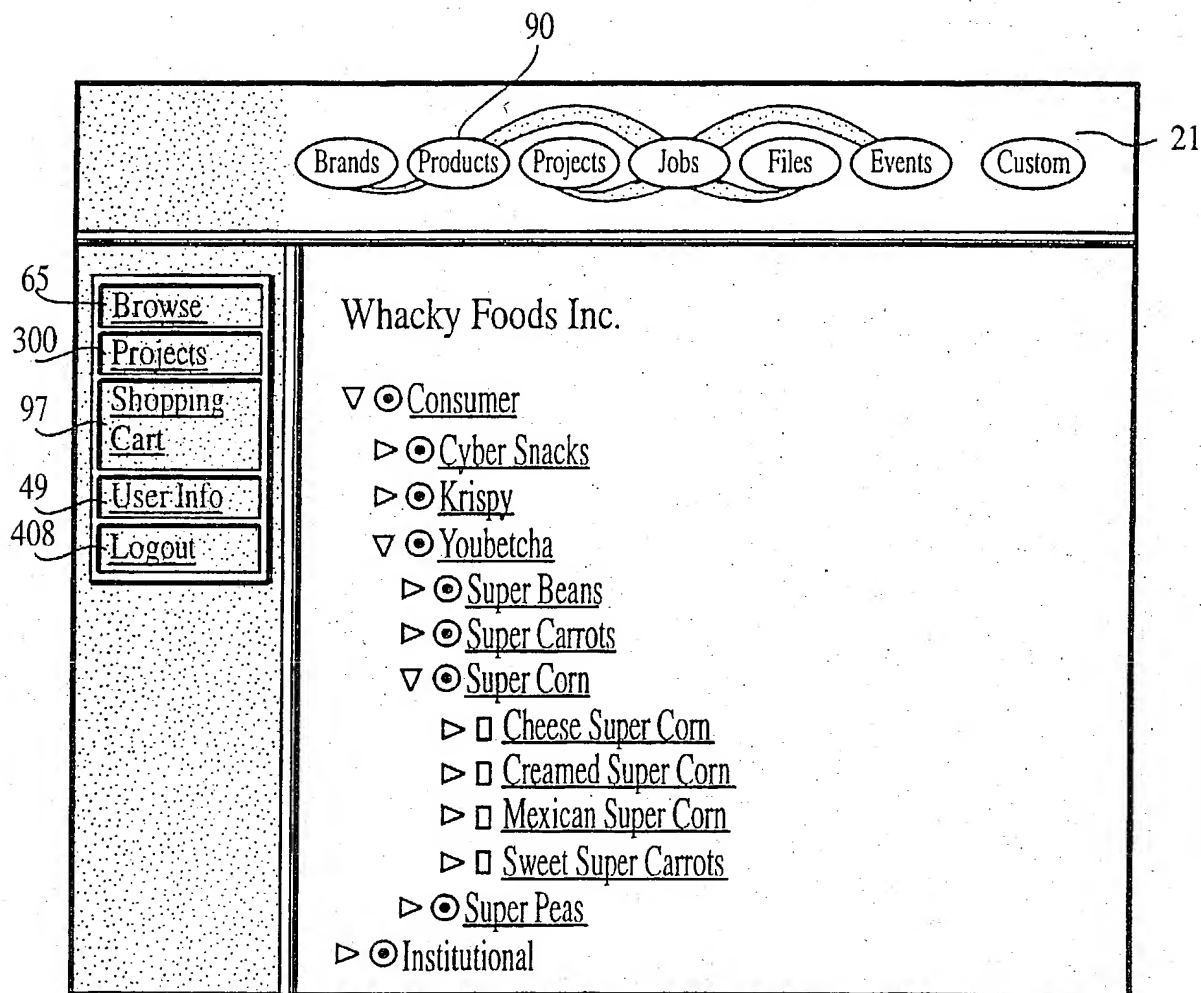 90
21
Brands Products Projects Jobs Files Events Custom
65
Browse
300
Projects
97
Shopping
Cart
49
User Info
408
Logout
Whacky Foods Inc.
Consumer
Cyber Snacks
Krispy
Youbetcha
Super Beans
Super Carrots
Super Corn
Cheese Super Corn
Creamed Super Corn
Mexican Super Corn
Sweet Super Carrots
Super Peas
Institutional